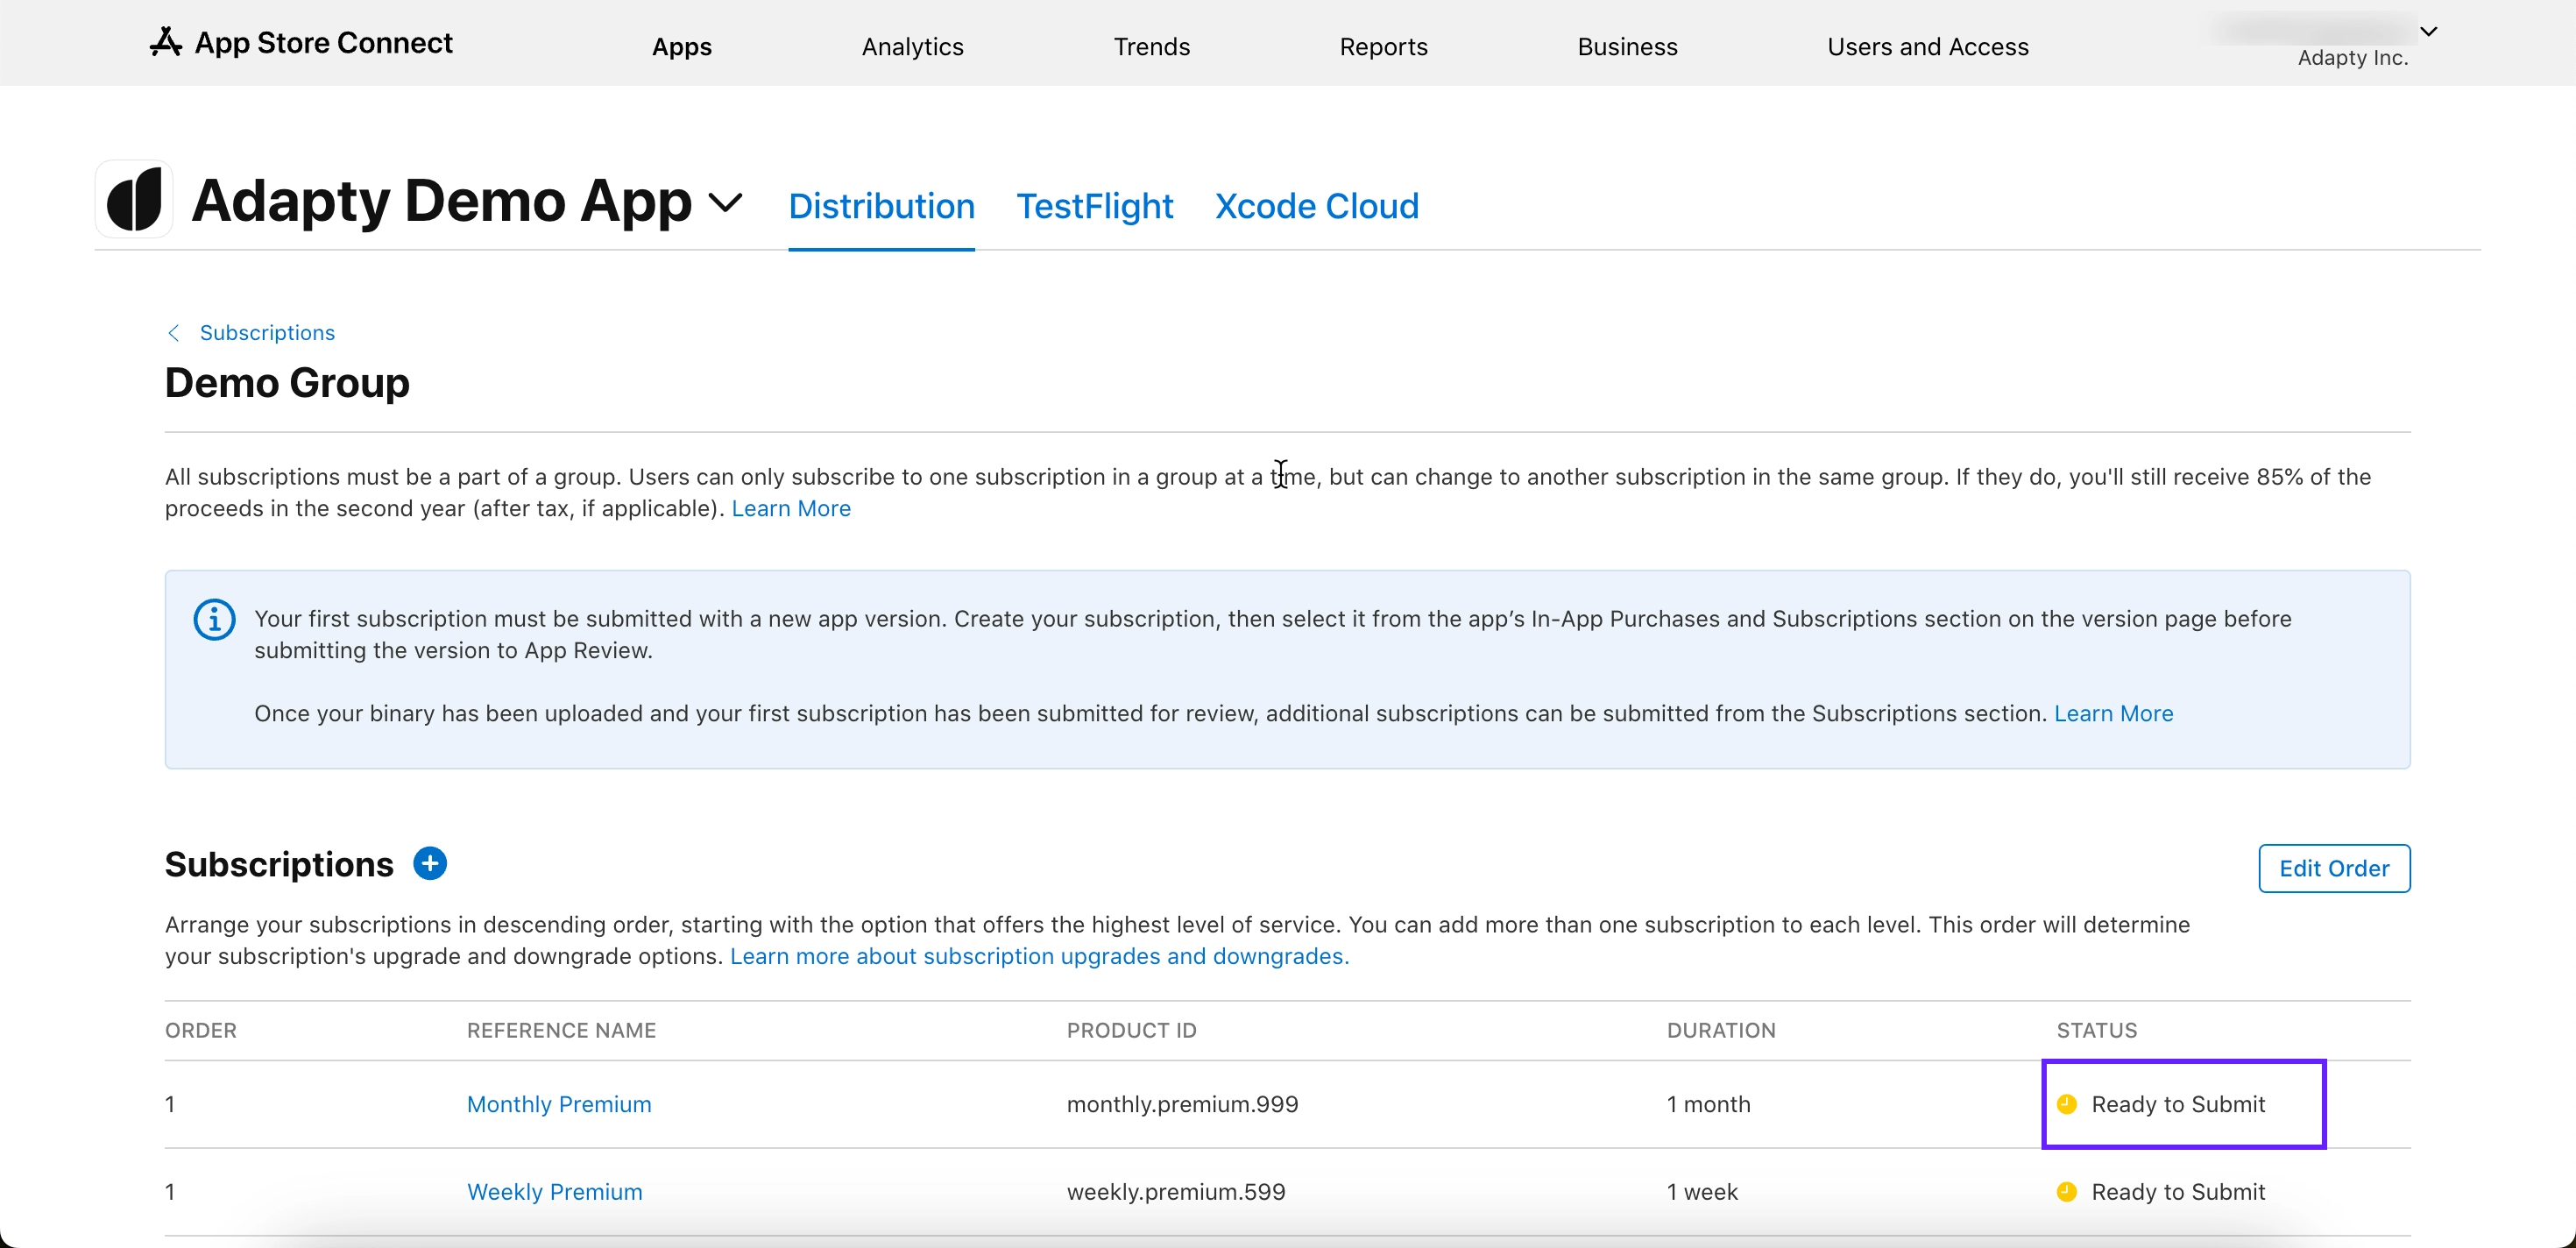 App Store Connect
Apps
Analytics
Trends
Reports
Business
Users and Access
Adapty Inc.
Adapty Demo App
Distribution
TestFlight
Xcode Cloud
Subscriptions
Demo Group
All subscriptions must be a part of a group. Users can only subscribe to one subscription in a group at a time, but can change to another subscription in the same group. If they do, you'll still receive 85% of the
proceeds in the second year (after tax, if applicable). Learn More
Your first subscription must be submitted with a new app version. Create your subscription, then select it from the app’s In-App Purchases and Subscriptions section on the version page before
submitting the version to App Review.
Once your binary has been uploaded and your first subscription has been submitted for review, additional subscriptions can be submitted from the Subscriptions section. Learn More
Subscriptions
Edit Order
Arrange your subscriptions in descending order, starting with the option that offers the highest level of service. You can add more than one subscription to each level. This order will determine
your subscription's upgrade and downgrade options. Learn more about subscription upgrades and downgrades.
ORDER REFERENCE NAME PRODUCT ID DURATION STATUS
1 Monthly Premium monthly.premium.999 1 month Ready to Submit
1 Weekly Premium weekly.premium.599 1 week Ready to Submit